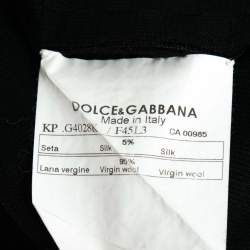 DOLCE&GABBANA
Made in Italy
KP .G4028K / F45L3 CA 00985
5%
Seta Silk
95%
Lana vergine Virgin wool Virgin wool